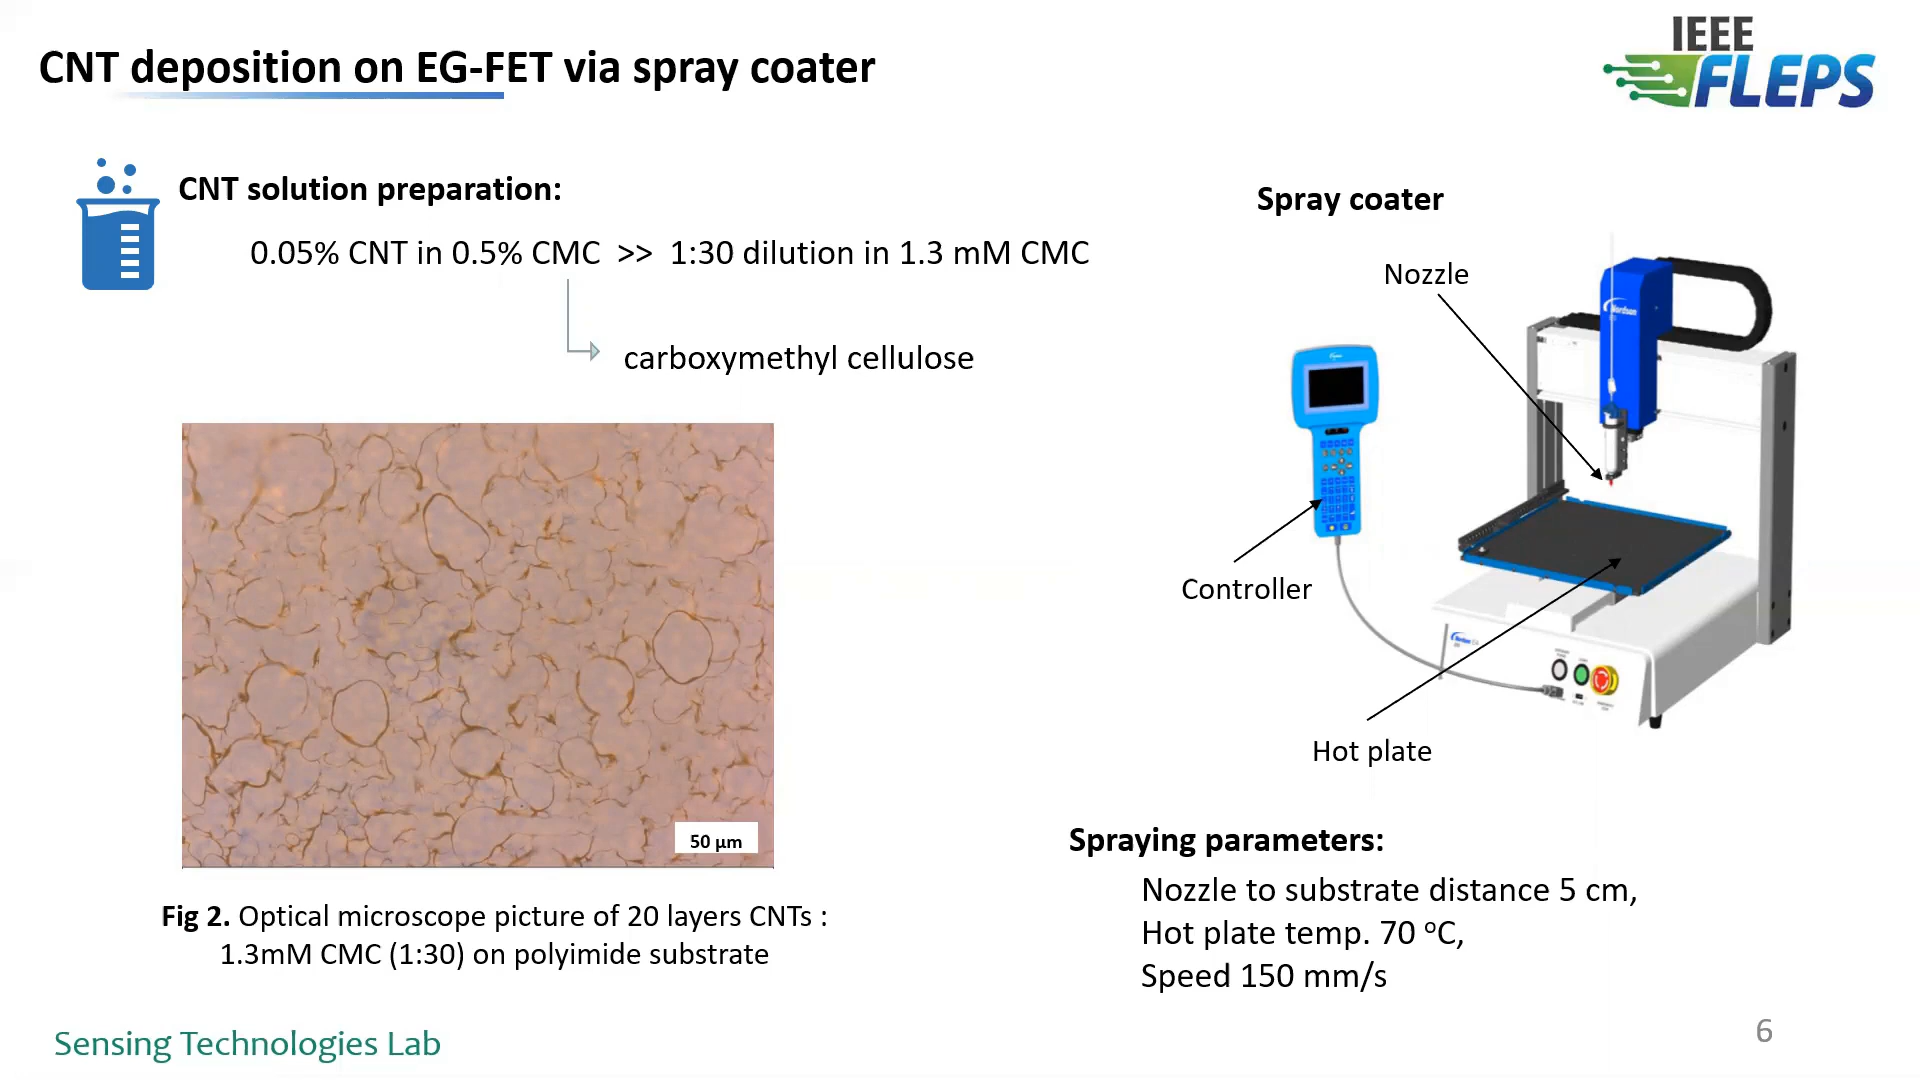 CNT deposition on EG-FET via spray coater
IEEE
FLEPS
CNT solution preparation:
0.05% CNT in 0.5% CMC >> 1:30 dilution in 1.3 mM CMC
carboxymethyl cellulose
50 µm
Fig 2. Optical microscope picture of 20 layers CNTs :
1.3mM CMC (1:30) on polyimide substrate
Spray coater
Nozzle
Nordson
Controller
Hot plate
Spraying parameters:
Nozzle to substrate distance 5 cm,
Hot plate temp. 70 °C,
Speed 150 mm/s
Sensing Technologies Lab
6